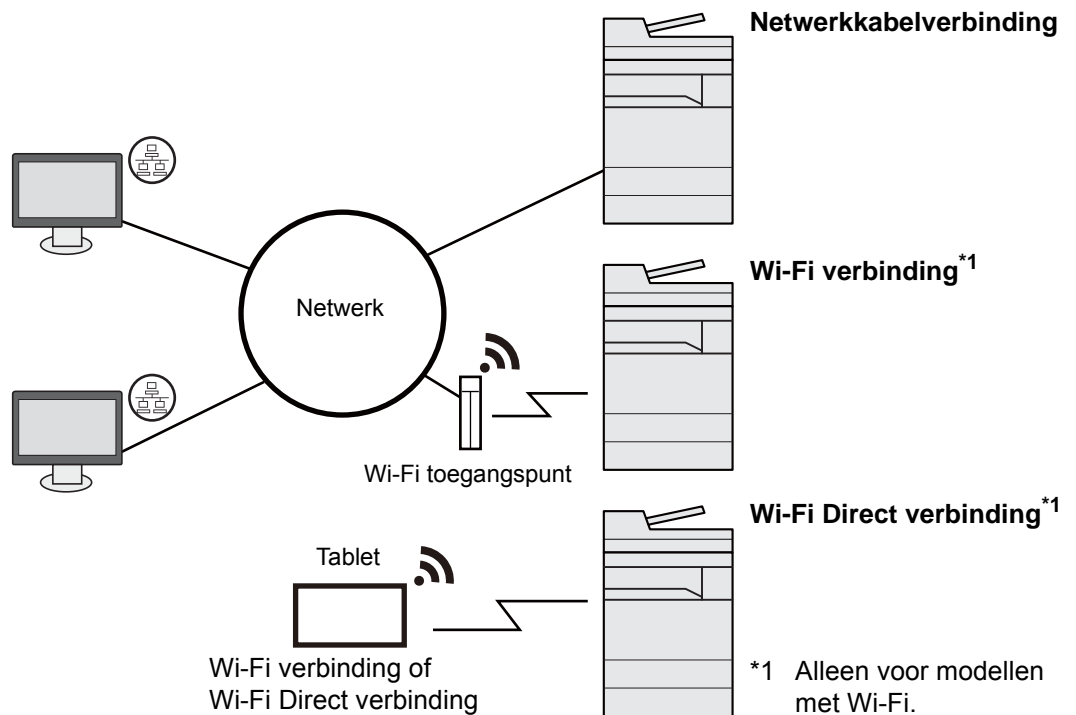 Netwerkkabelverbinding
Netwerk
Wi-Fi verbinding*1
Wi-Fi toegangspunt
Wi-Fi Direct verbinding*1
Tablet
Wi-Fi verbinding of
Wi-Fi Direct verbinding
*1 Alleen voor modellen
met Wi-Fi.